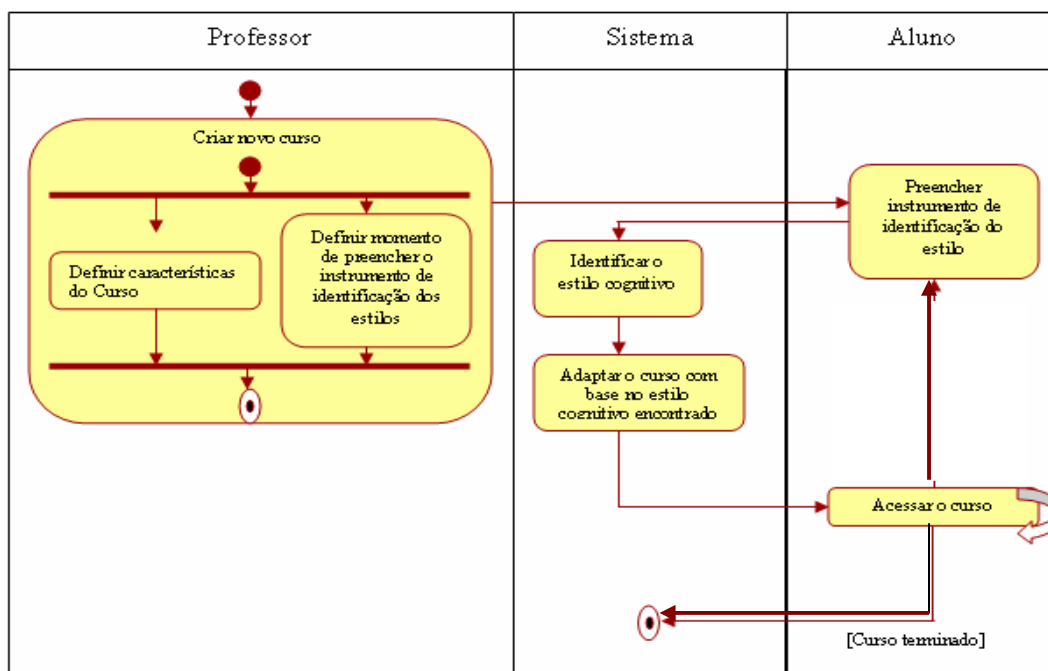 Professor
Sistema
Aluno
Criar novo curso
Definir características
do Curso
Definir momento
de preencher o
instrumento de
identificação dos
estilos
Identificar o
estilo cognitivo
Adaptar o curso com
base no estilo
cognitivo encontrado
Preencher
instrumento de
identificação do
estilo
Acessar o curso
[Curso terminado]